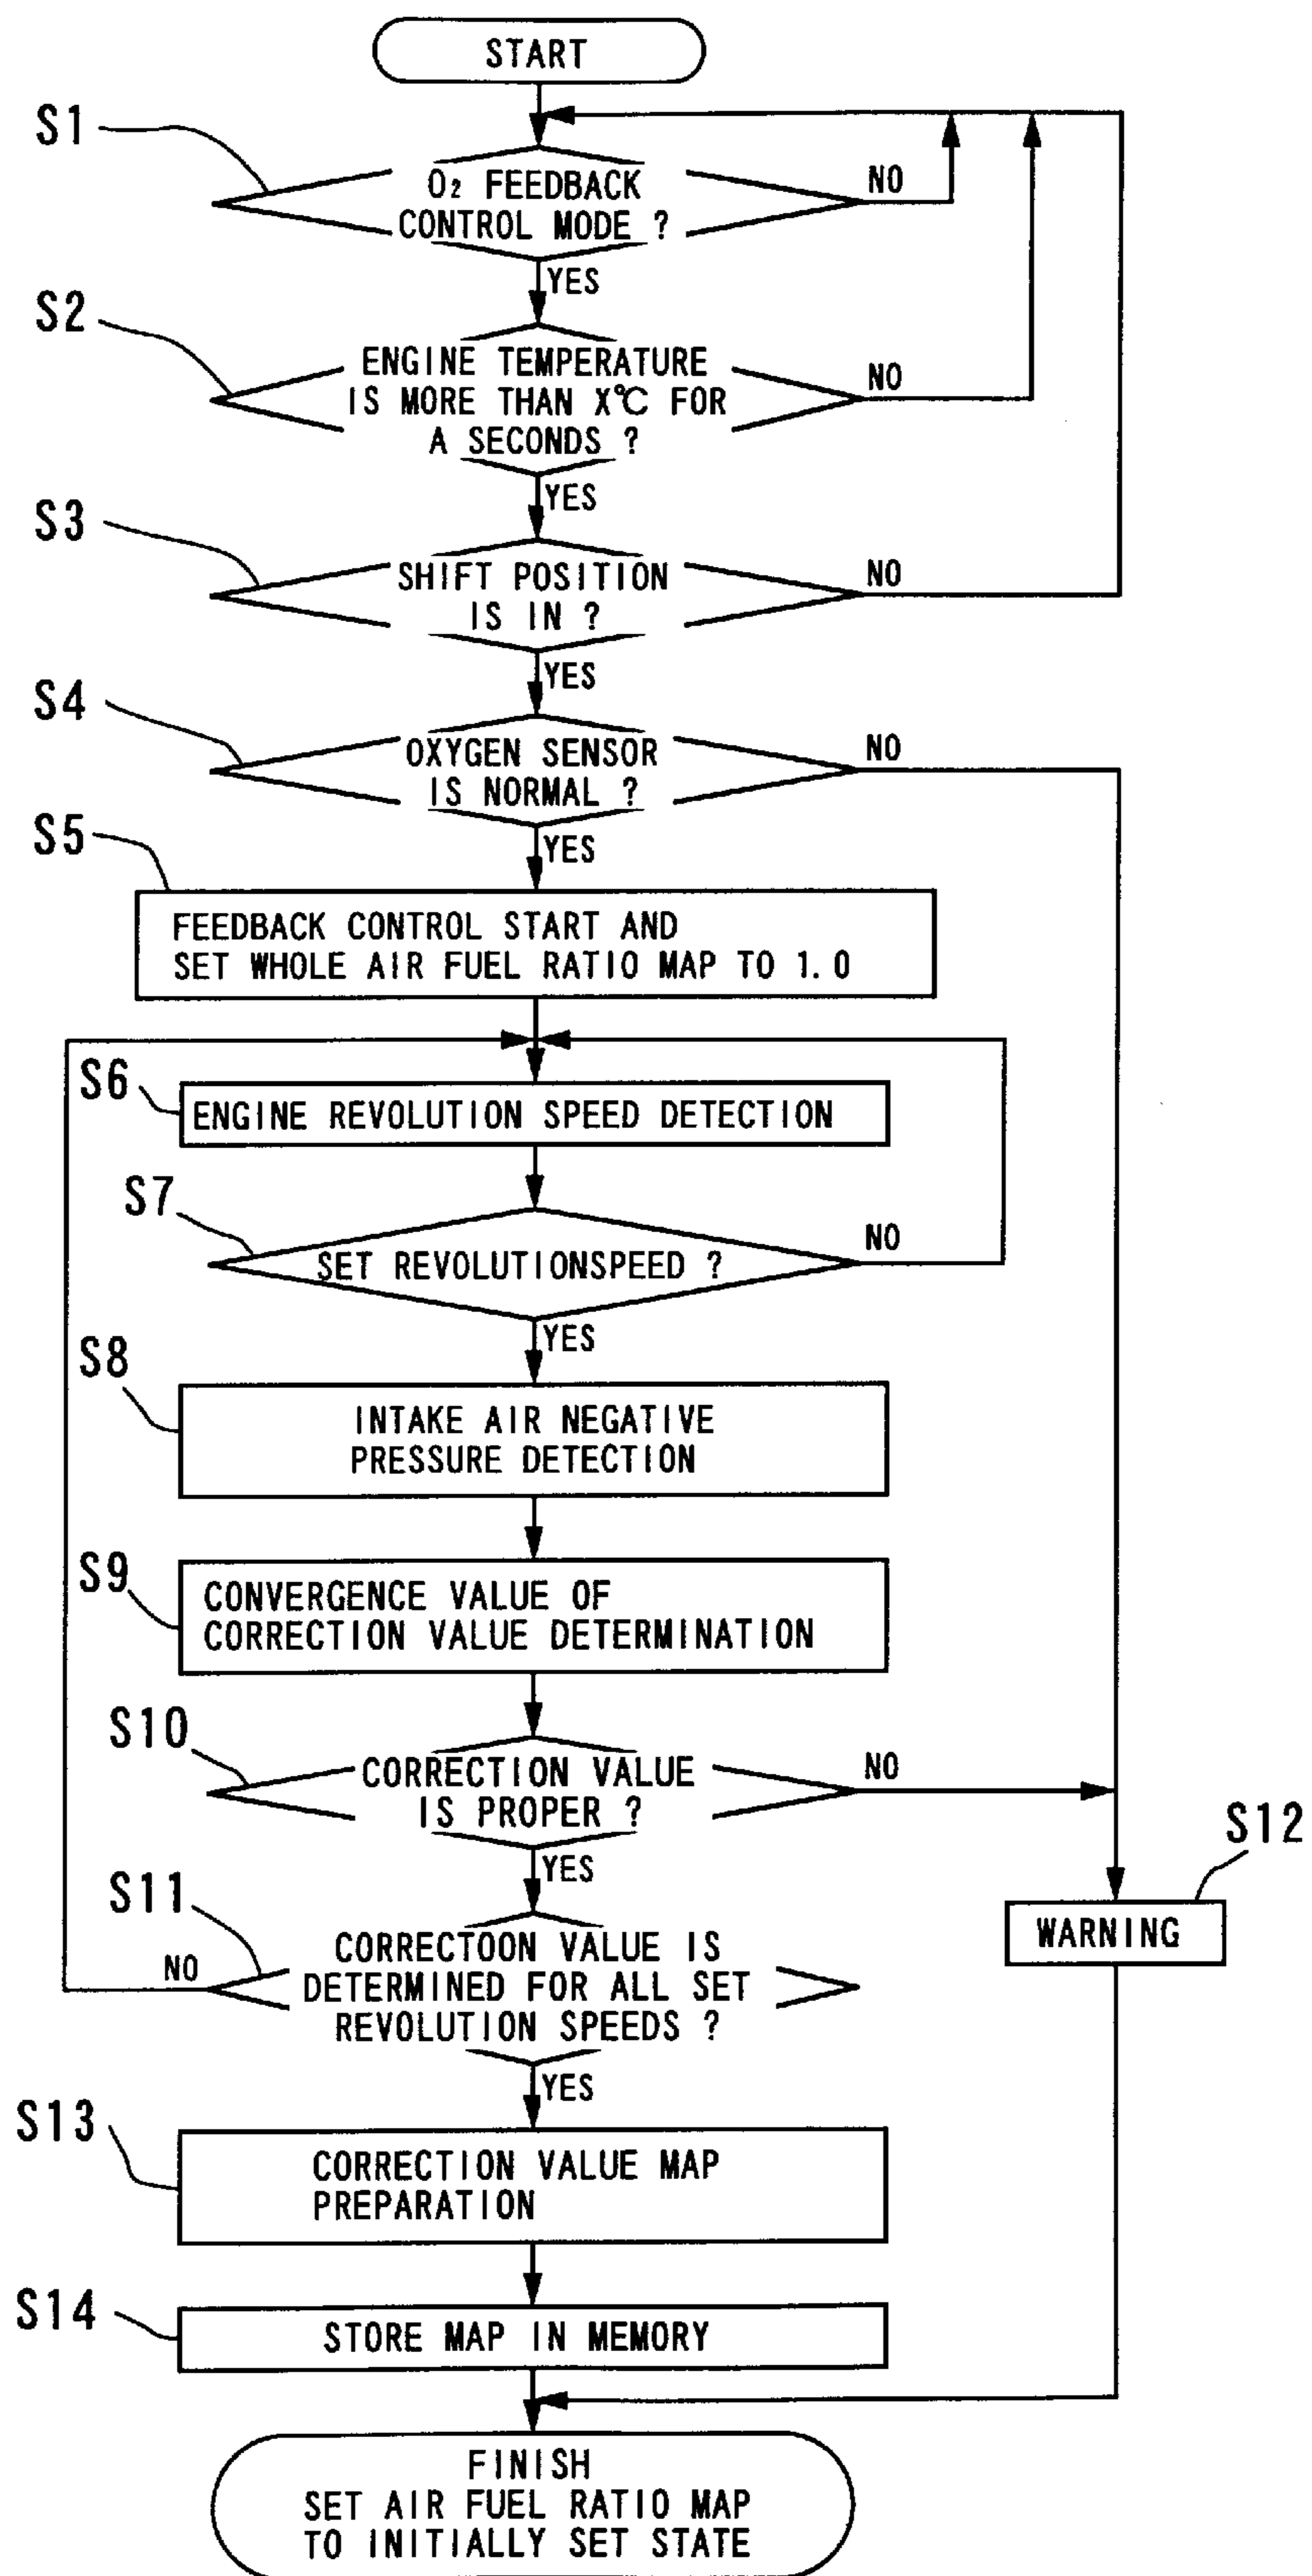 START
S1
O2 FEEDBACK
CONTROL MODE ?
NO
YES
S2
ENGINE TEMPERATURE
IS MORE THAN X℃ FOR
A SECONDS ?
NO
YES
S3
SHIFT POSITION
IS IN ?
NO
YES
S4
OXYGEN SENSOR
IS NORMAL ?
NO
YES
S5
FEEDBACK CONTROL START AND
SET WHOLE AIR FUEL RATIO MAP TO 1.0
S6
ENGINE REVOLUTION SPEED DETECTION
S7
SET REVOLUTIONSPEED ?
NO
YES
S8
INTAKE AIR NEGATIVE
PRESSURE DETECTION
S9
CONVERGENCE VALUE OF
CORRECTION VALUE DETERMINATION
S10
CORRECTION VALUE
IS PROPER ?
NO
YES
S12
WARNING
S11
CORRECTOON VALUE IS
DETERMINED FOR ALL SET
REVOLUTION SPEEDS ?
NO
YES
S13
CORRECTION VALUE MAP
PREPARATION
S14
STORE MAP IN MEMORY
FINISH
SET AIR FUEL RATIO MAP
TO INITIALLY SET STATE